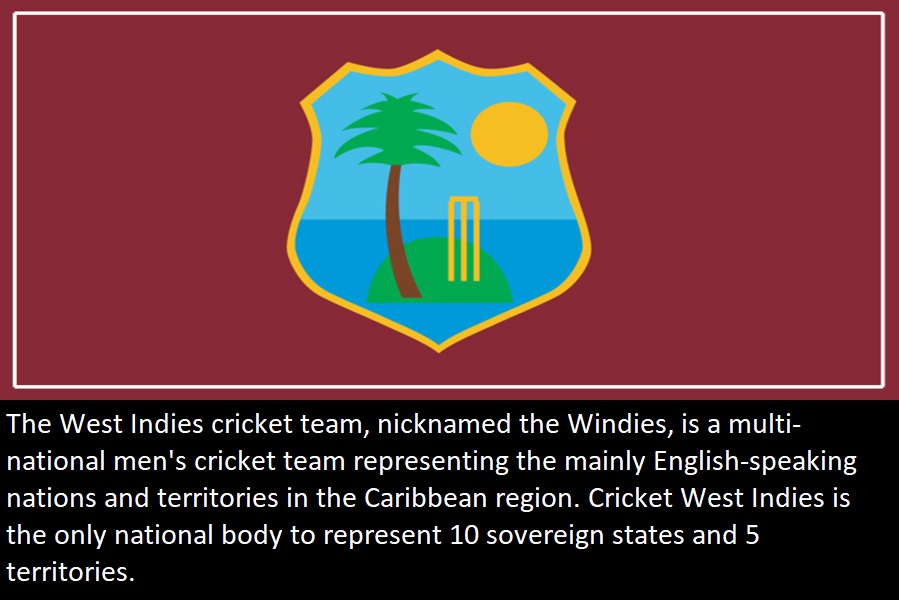 The West Indies cricket team, nicknamed the Windies, is a multi-
national men's cricket team representing the mainly English-speaking
nations and territories in the Caribbean region. Cricket West Indies is
the only national body to represent 10 sovereign states and 5
territories.